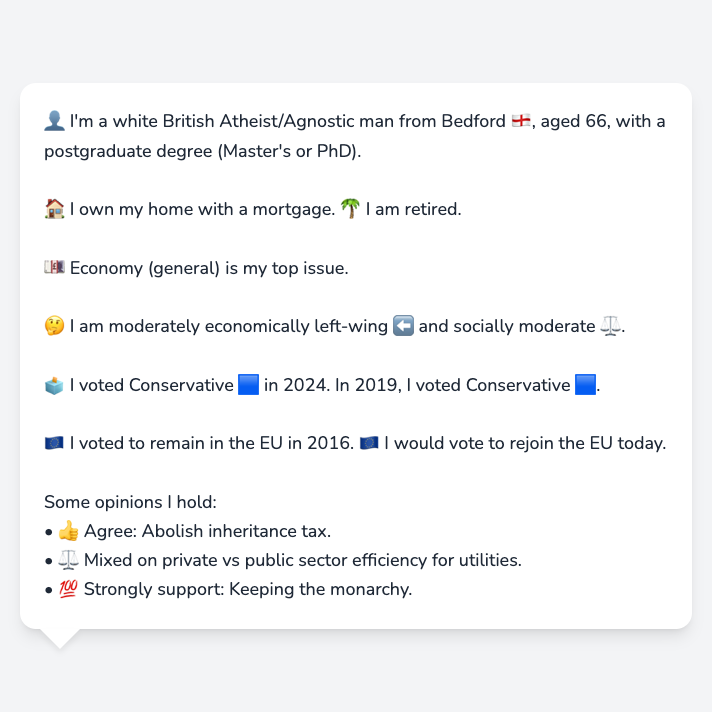 👤 I'm a white British Atheist/Agnostic man from Bedford 🏴󠁧󠁢󠁥󠁮󠁧󠁿, aged 66, with a
postgraduate degree (Master's or PhD).
🏠 I own my home with a mortgage. 🌴 I am retired.
💷 Economy (general) is my top issue.
🤔 I am moderately economically left-wing ⬅️ and socially moderate ⚖️.
🗳️ I voted Conservative 🟦 in 2024. In 2019, I voted Conservative 🟦.
🇪🇺 I voted to remain in the EU in 2016. 🇪🇺 I would vote to rejoin the EU today.
Some opinions I hold:
• 👍 Agree: Abolish inheritance tax.
• ⚖️ Mixed on private vs public sector efficiency for utilities.
• 💯 Strongly support: Keeping the monarchy.